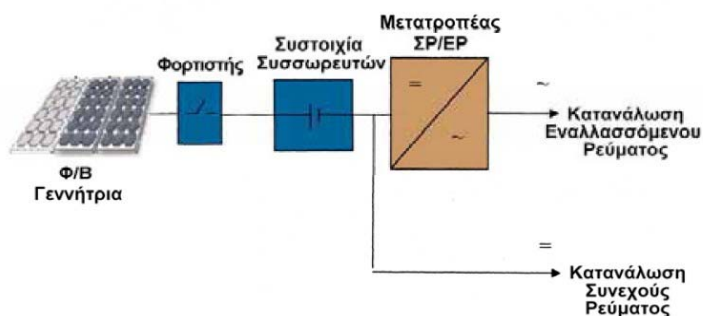 Μετατροπέας
ΣΡ/ΕΡ
Συστοιχία
Συσσωρευτών
Φορτιστής
=
~
~
Κατανάλωση
Εναλλασσόμενου
Ρεύματος
Φ/Β
Γεννήτρια
=
Κατανάλωση
Συνεχούς
Ρεύματος